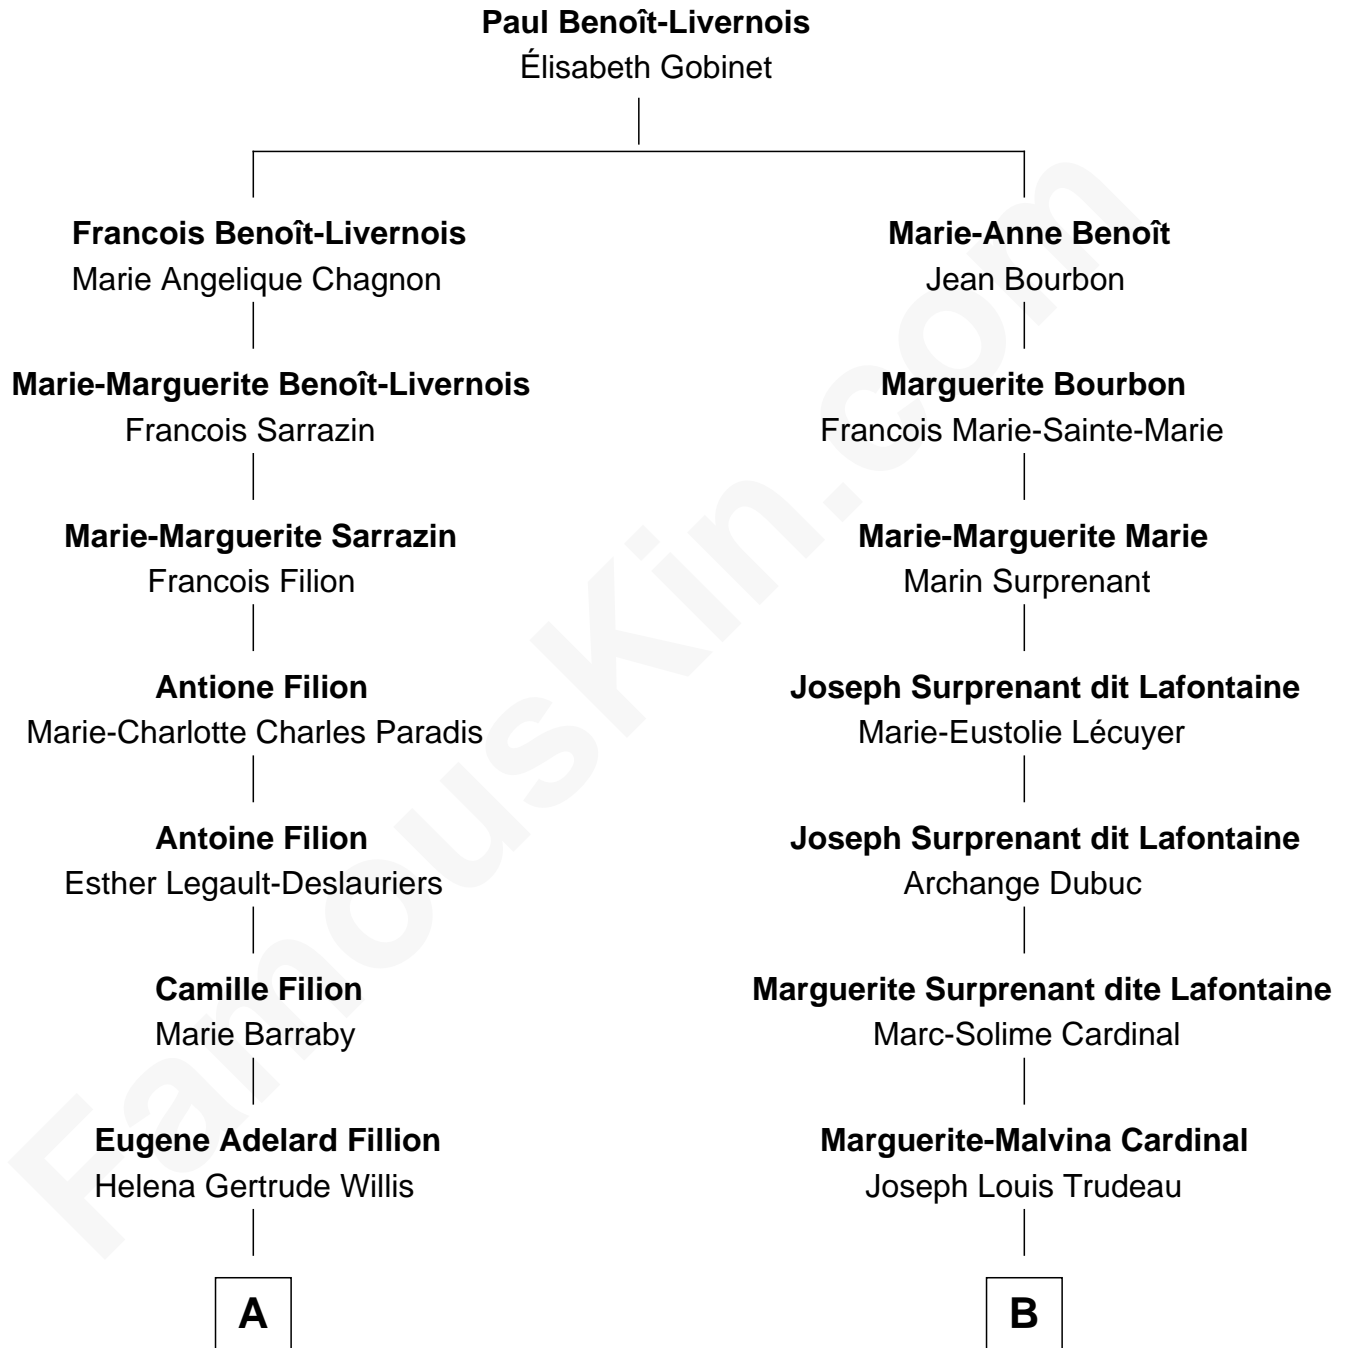 Paul Benoît-Livernois
Élisabeth Gobinet
Francois Benoît-Livernois
Marie Angelique Chagnon
Marie-Anne Benoît
Jean Bourbon
Marie-Marguerite Benoît-Livernois
Francois Sarrazin
Marguerite Bourbon
Francois Marie-Sainte-Marie
Marie-Marguerite Sarrazin
Francois Filion
Marie-Marguerite Marie
Marin Surprenant
Antione Filion
Marie-Charlotte Charles Paradis
Joseph Surprenant dit Lafontaine
Marie-Eustolie Lécuyer
Antoine Filion
Esther Legault-Deslauriers
Joseph Surprenant dit Lafontaine
Archange Dubuc
Camille Filion
Marie Barraby
Marguerite Surprenant dite Lafontaine
Marc-Solime Cardinal
Eugene Adelard Fillion
Helena Gertrude Willis
Marguerite-Malvina Cardinal
Joseph Louis Trudeau
A
B
FamousKin.com